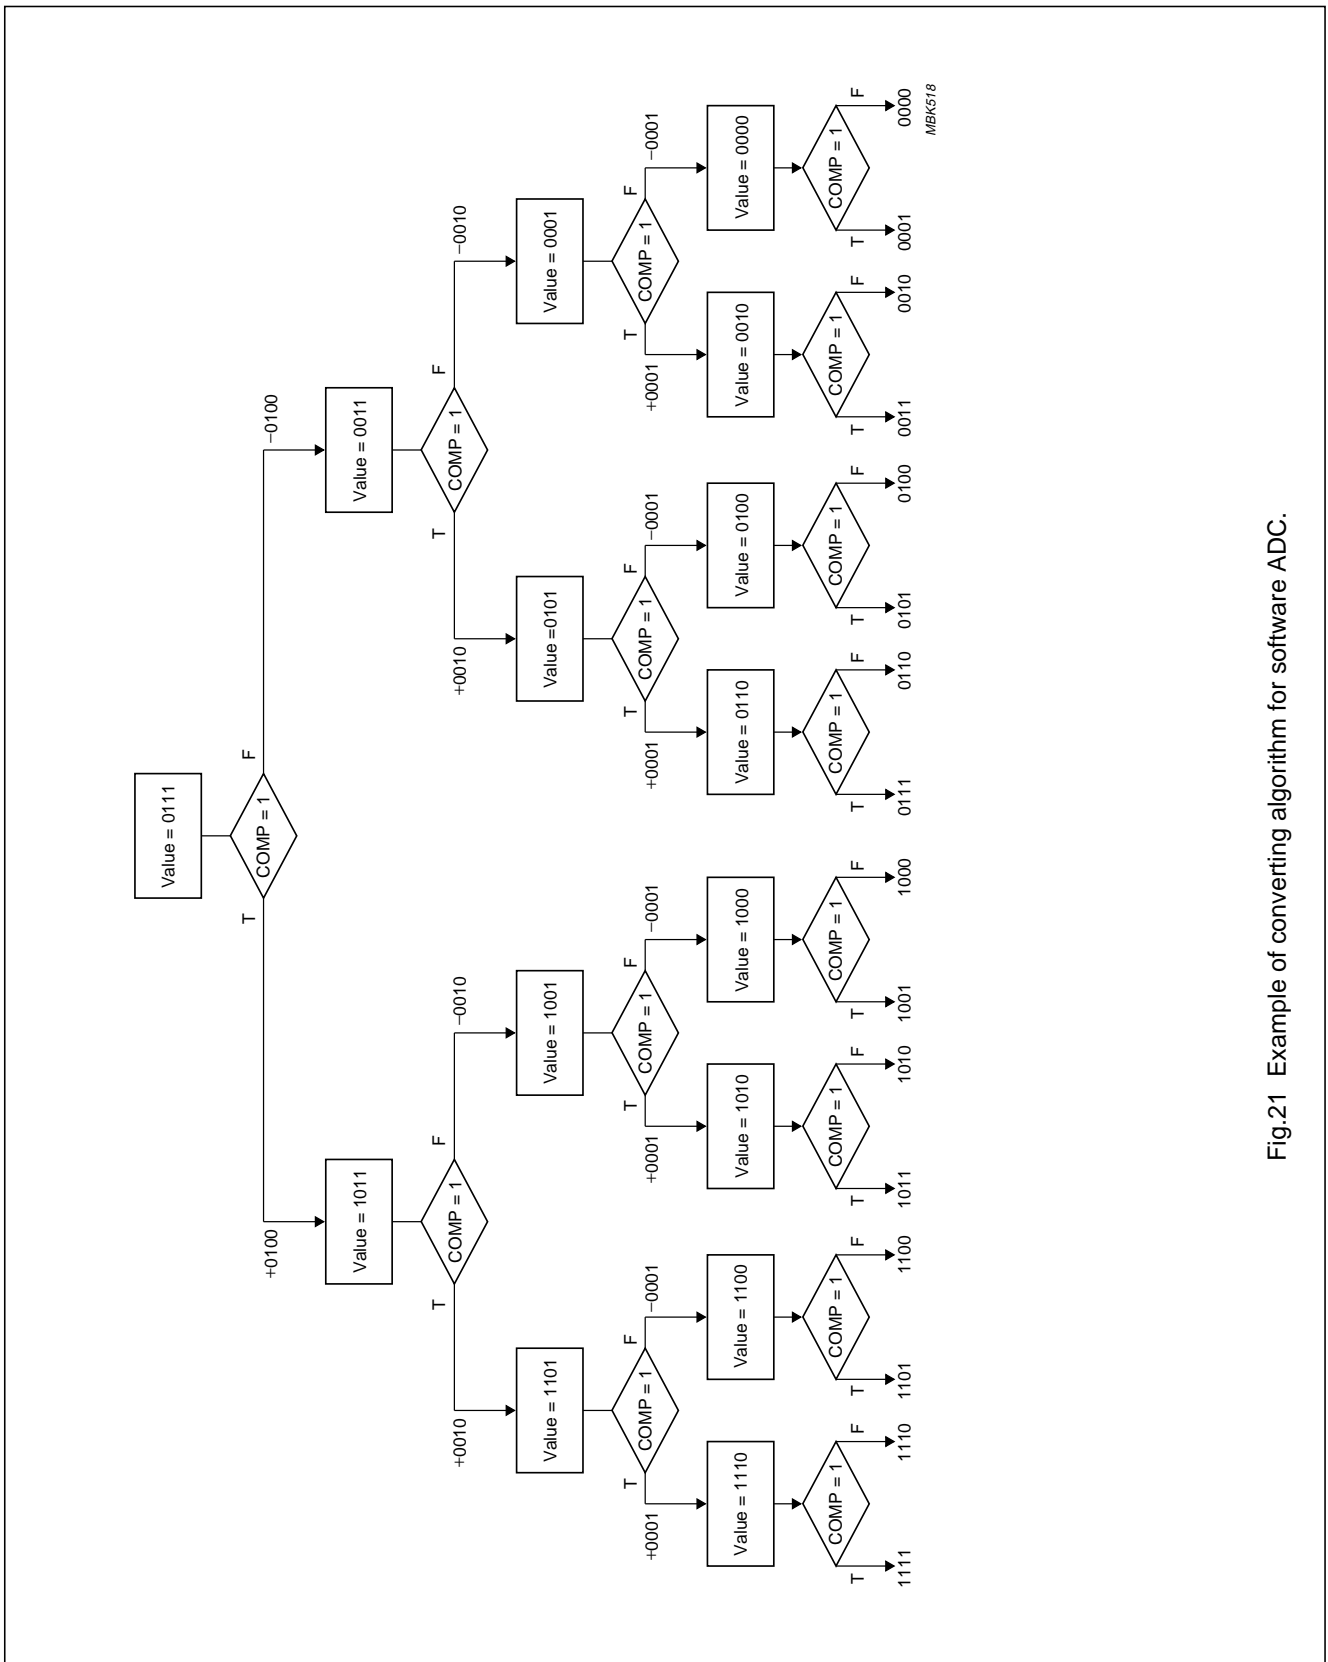 Value = 0111
COMP = 1
T
F
+0100
−0100
Value = 1011
Value = 0011
COMP = 1
COMP = 1
T
F
T
F
+0010
−0010
+0010
−0010
Value = 1101
Value = 1001
Value =0101
Value = 0001
COMP = 1
COMP = 1
COMP = 1
COMP = 1
T
F
T
F
T
F
T
F
+0001
−0001
+0001
−0001
+0001
−0001
+0001
−0001
Value = 1110
Value = 1100
Value = 1010
Value = 1000
Value = 0110
Value = 0100
Value = 0010
Value = 0000
COMP = 1
COMP = 1
COMP = 1
COMP = 1
COMP = 1
COMP = 1
COMP = 1
COMP = 1
T
F
T
F
T
F
T
F
T
F
T
F
T
F
T
F
1111
1110
1101
1100
1011
1010
1001
1000
0111
0110
0101
0100
0011
0010
0001
0000
MBK518
Fig.21 Example of converting algorithm for software ADC.